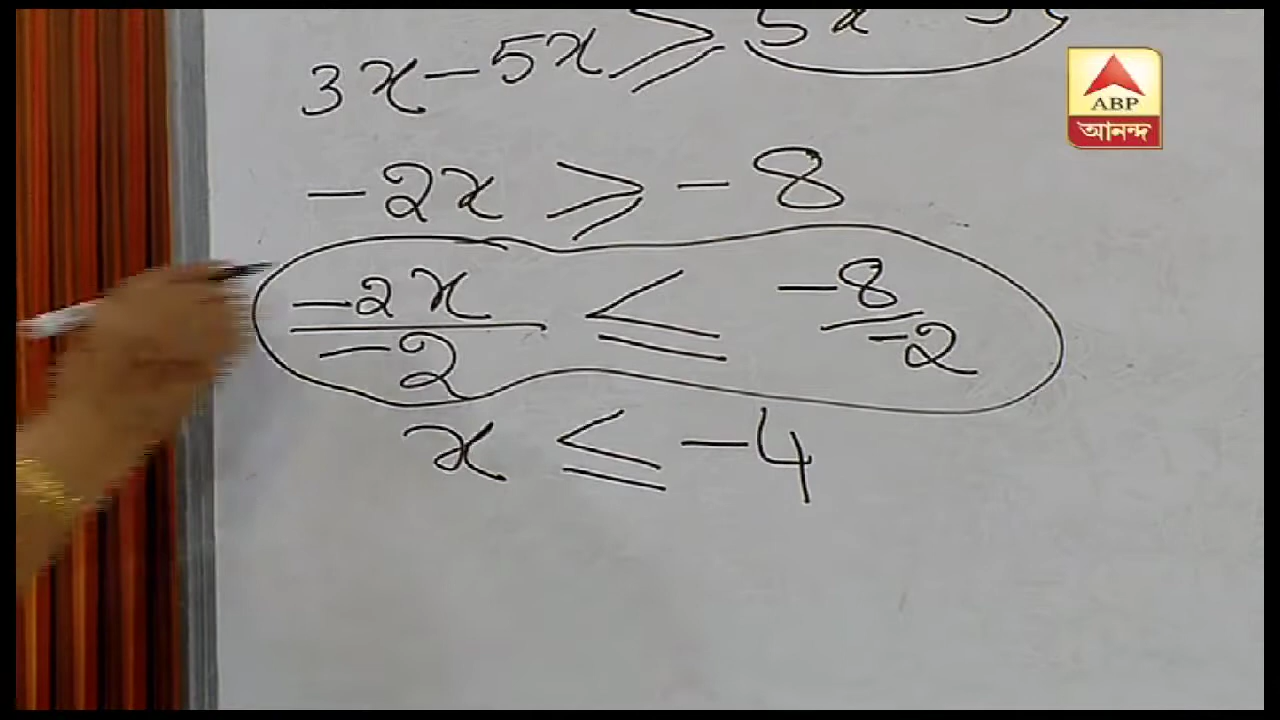 3x - 5x ≥
ABP
আনন্দ
-2x ≥ -8
-2x/-2 ≤ -8/-2
x ≤ -4